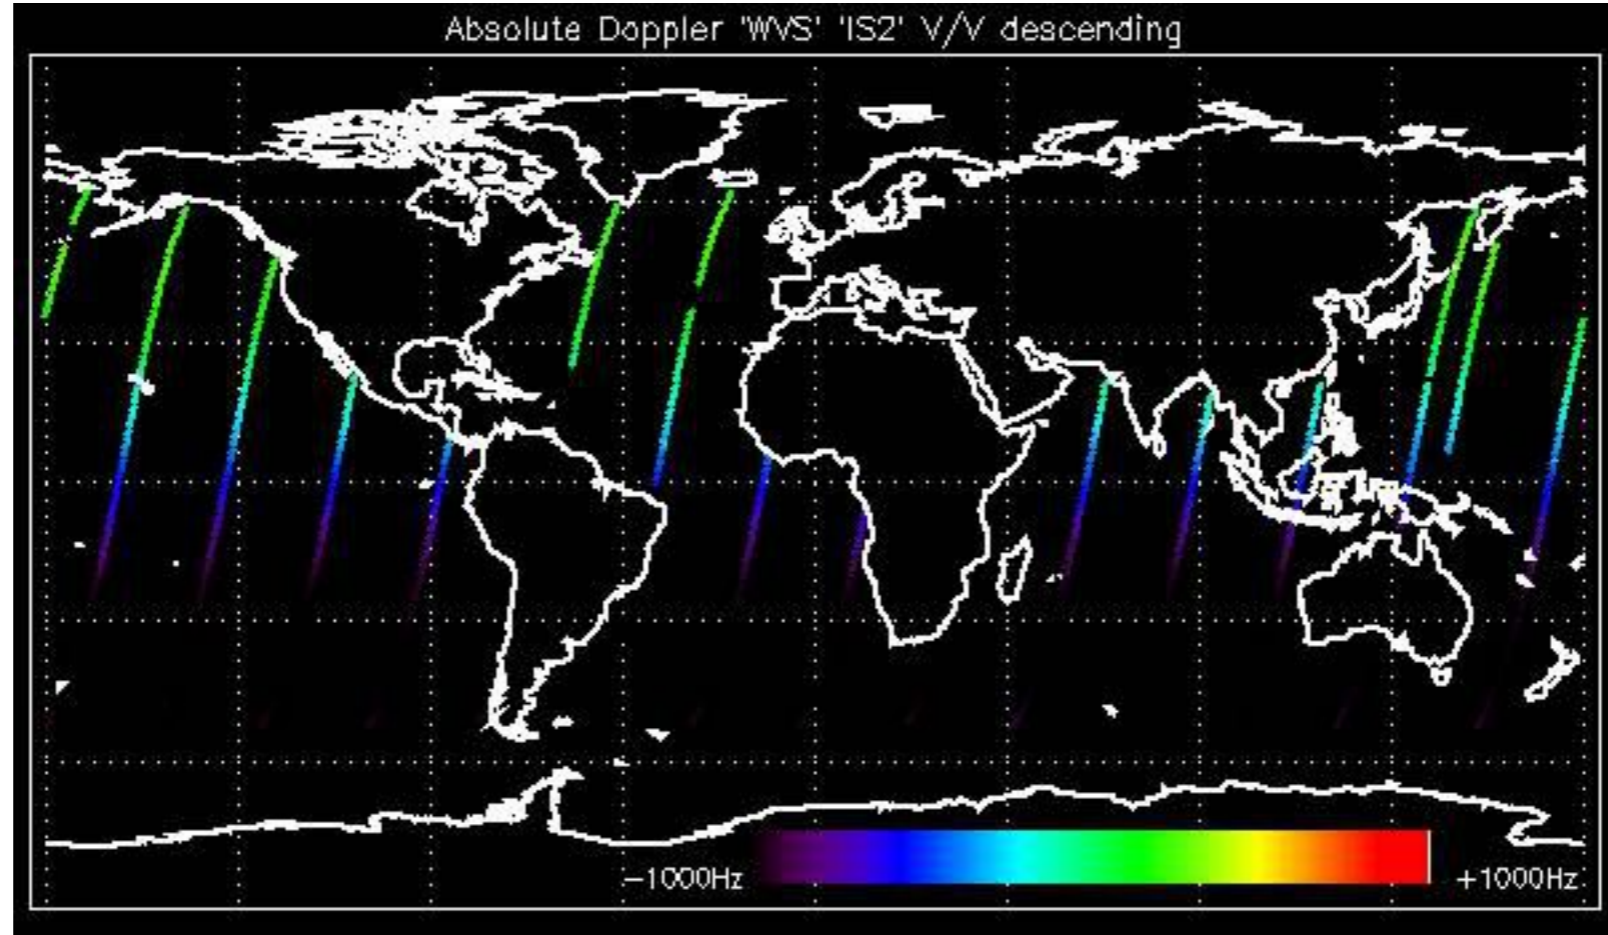 Absolute Doppler 'WVS' 'IS2' V/V descending
−1000Hz
+1000Hz